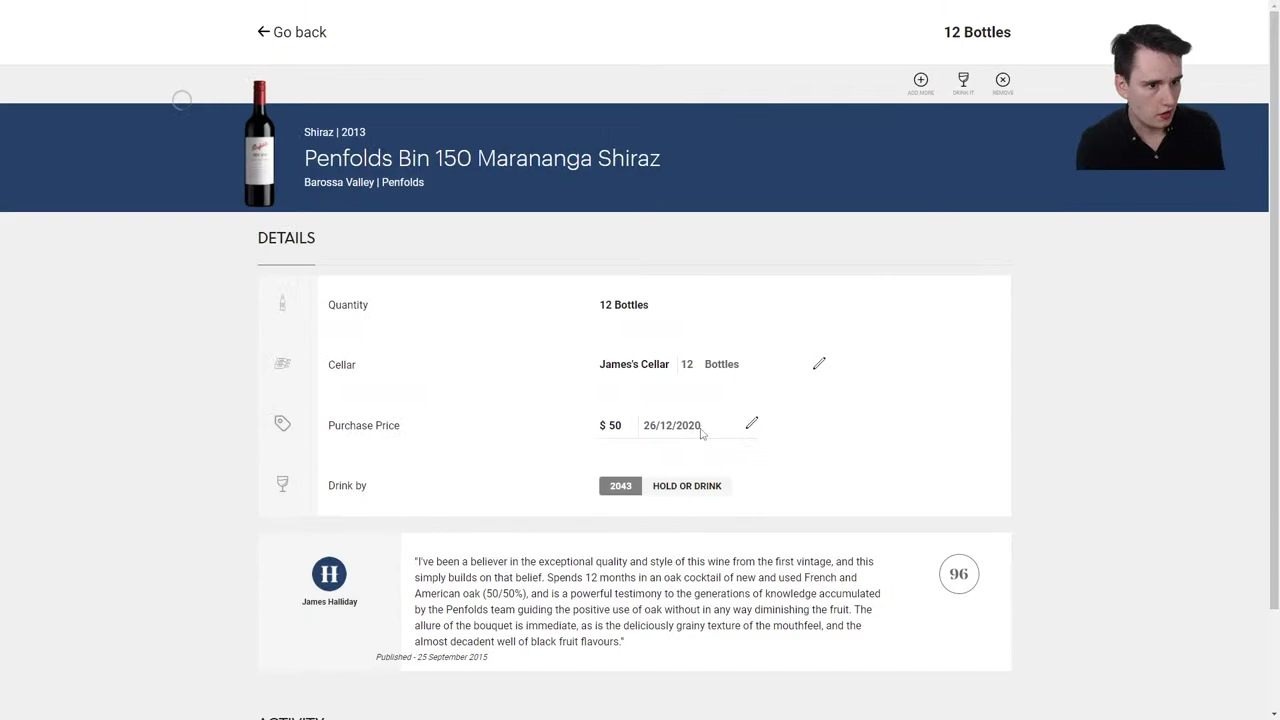 Go back
12 Bottles
ADD MORE
DRINK IT
REMOVE
Shiraz | 2013
Penfolds Bin 150 Marananga Shiraz
Barossa Valley | Penfolds
DETAILS
Quantity
12 Bottles
Cellar
James's Cellar
12 Bottles
Purchase Price
$ 50
26/12/2020
Drink by
2043
HOLD OR DRINK
H
James Halliday
"I've been a believer in the exceptional quality and style of this wine from the first vintage, and this
simply builds on that belief. Spends 12 months in an oak cocktail of new and used French and
American oak (50/50%), and is a powerful testimony to the generations of knowledge accumulated
by the Penfolds team guiding the positive use of oak without in any way diminishing the fruit. The
allure of the bouquet is immediate, as is the deliciously grainy texture of the mouthfeel, and the
almost decadent well of black fruit flavours."
Published - 25 September 2015
96
ACTIVITY